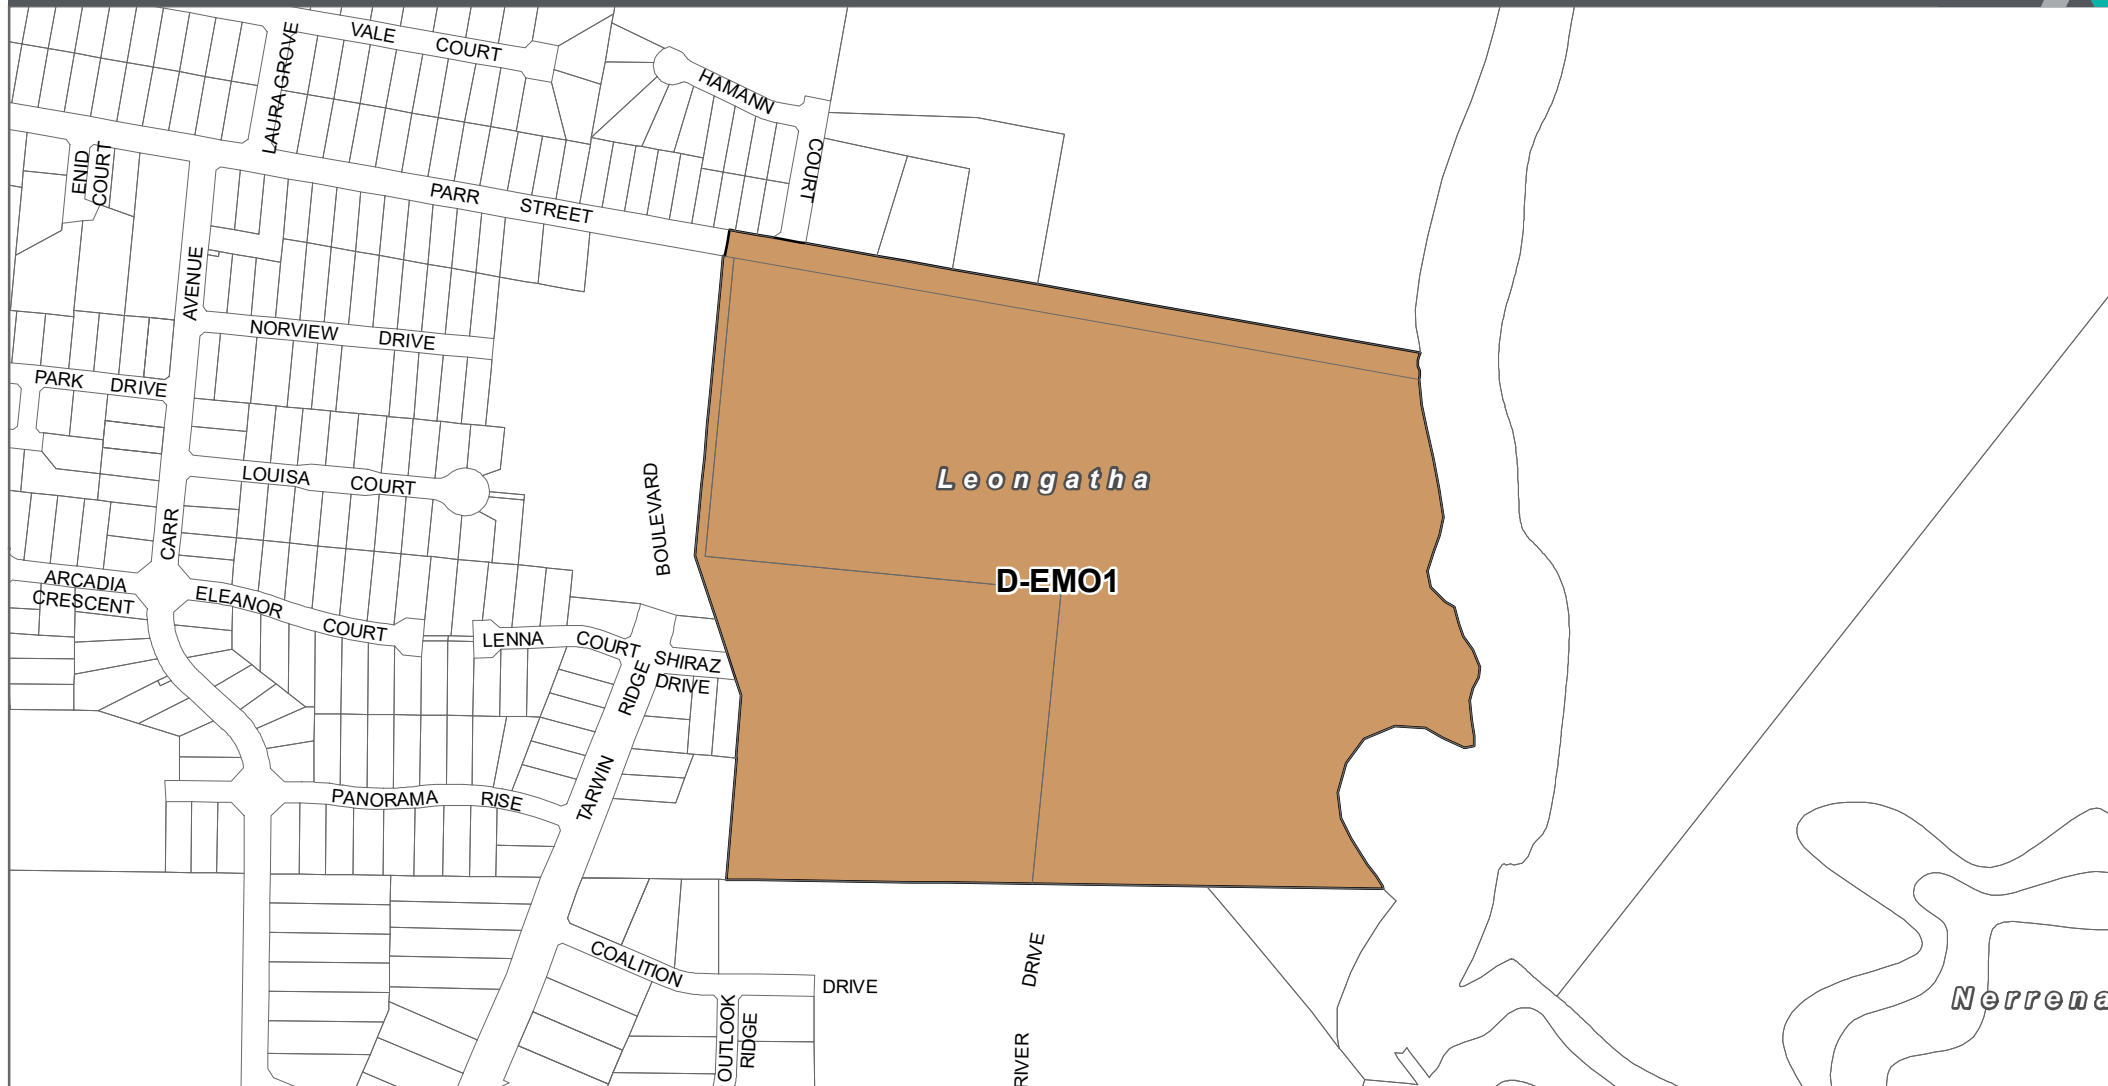 VALE COURT
LAURA GROVE
HAMANN
COURT
ENID
COURT
PARR STREET
AVENUE
NORVIEW DRIVE
PARK DRIVE
LOUISA COURT
BOULEVARD
Leongatha
CARR
D-EMO1
ARCADIA
CRESCENT
ELEANOR COURT
LENNA COURT
SHIRAZ
DRIVE
RIDGE
TARWIN
PANORAMA RISE
COALITION DRIVE
DRIVE
RIVER
OUTLOOK
RIDGE
Nerrena